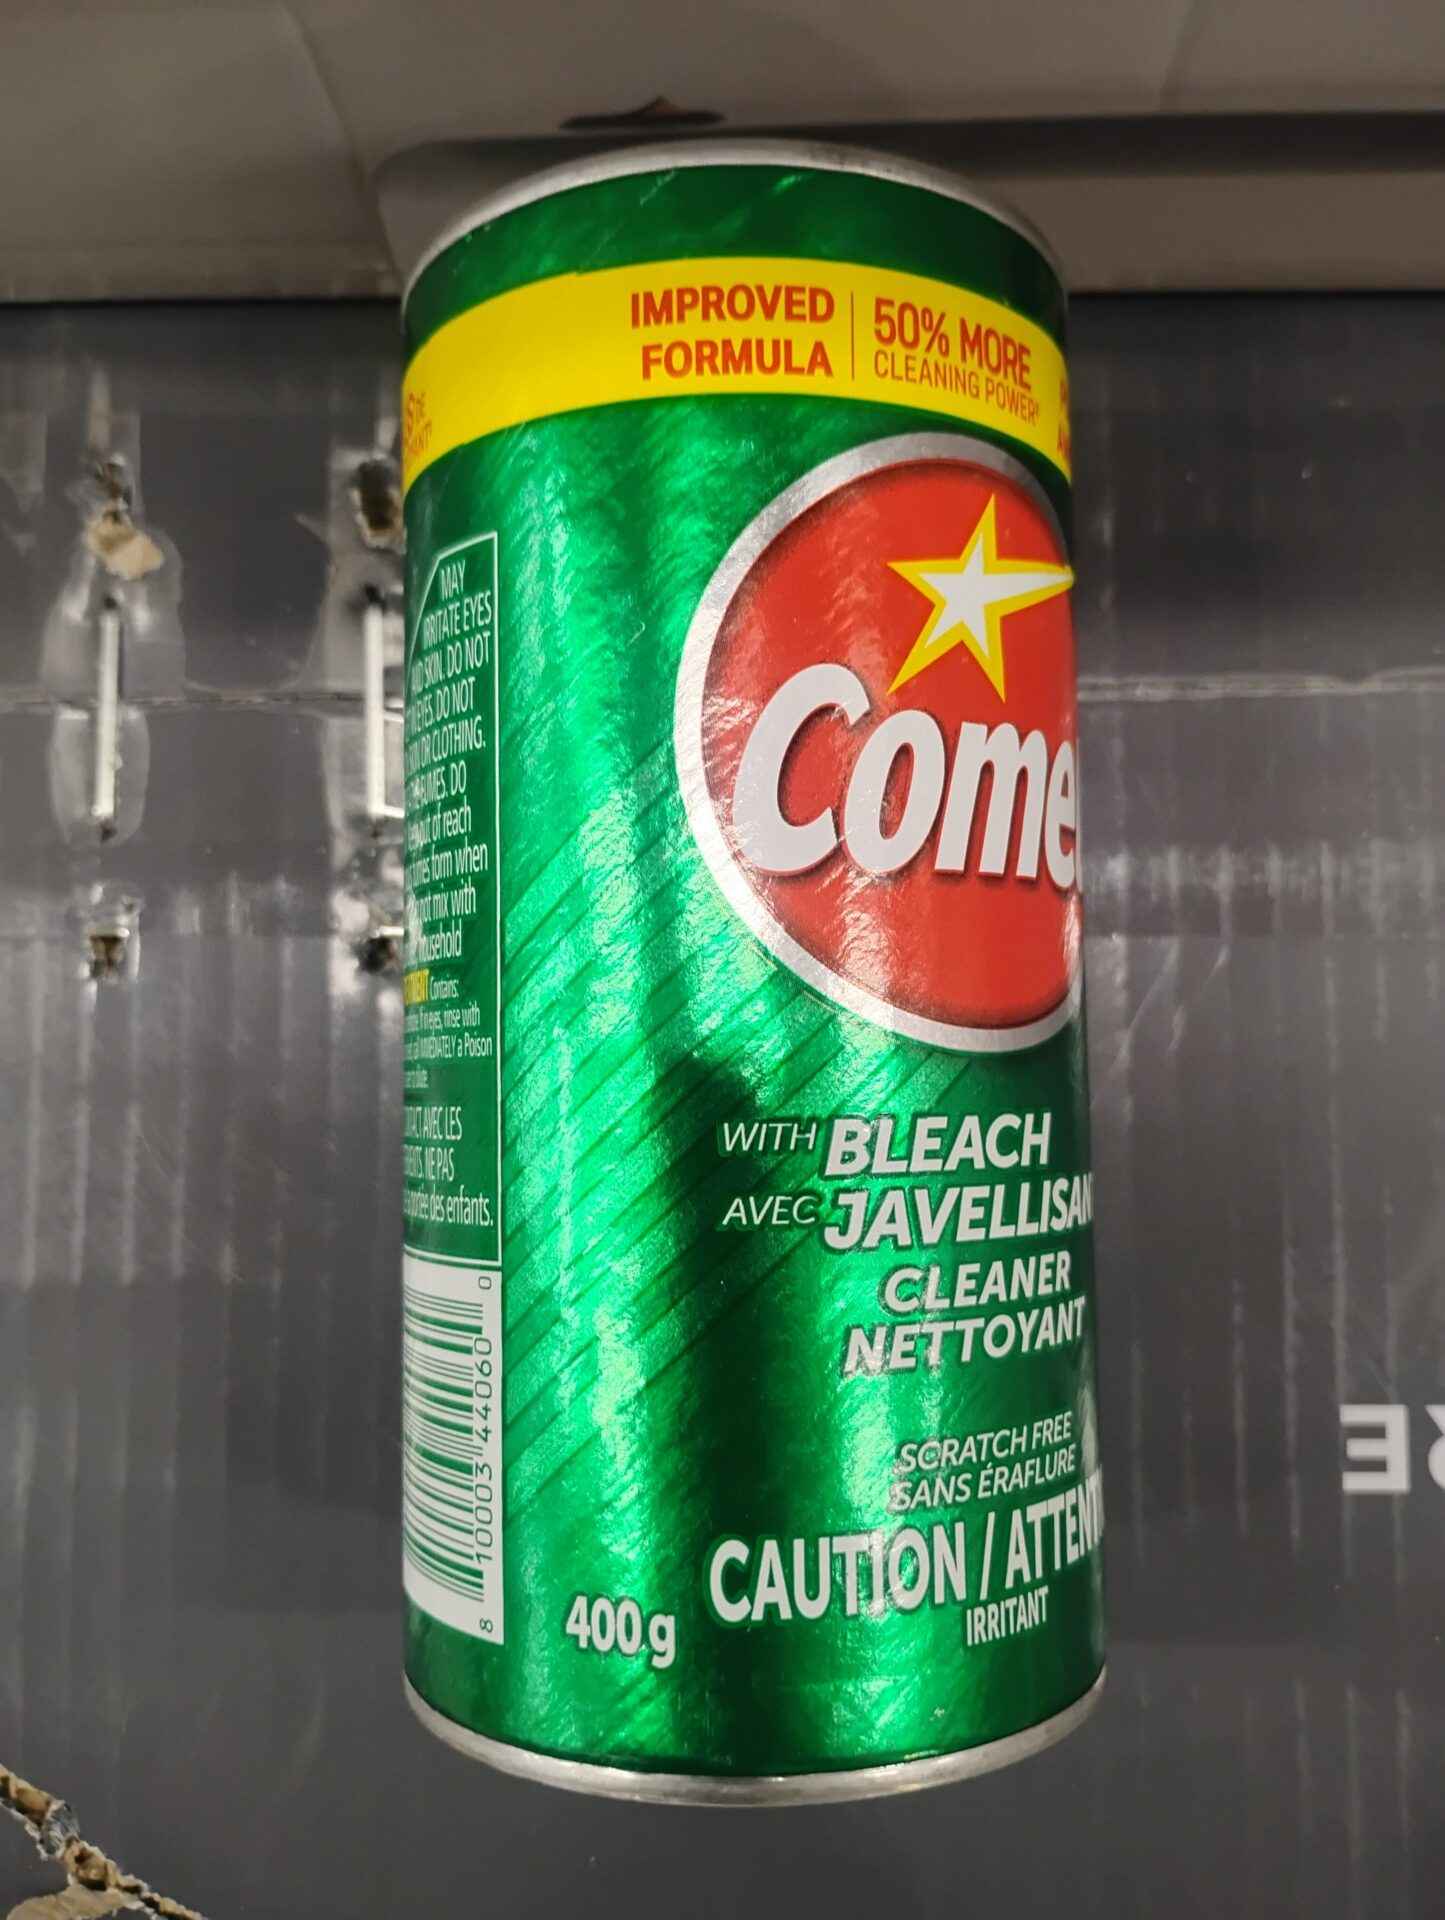 IMPROVED
FORMULA
50% MORE
CLEANING POWER
MAY
IRRITATE EYES
SKIN. DO NOT
EYES. DO NOT
OR CLOTHING.
FUMES. DO
out of reach
form when
not mix with
household
Contains:
eyes, rinse with
IMMEDIATELY a Poison
AVEC LES
NE PAS
des enfants.
8 10003 44060 0
Come
WITH BLEACH
AVEC JAVELLISAN
CLEANER
NETTOYANT
SCRATCH FREE
SANS ÉRAFLURE
CAUTION / ATTENT
IRRITANT
400 g